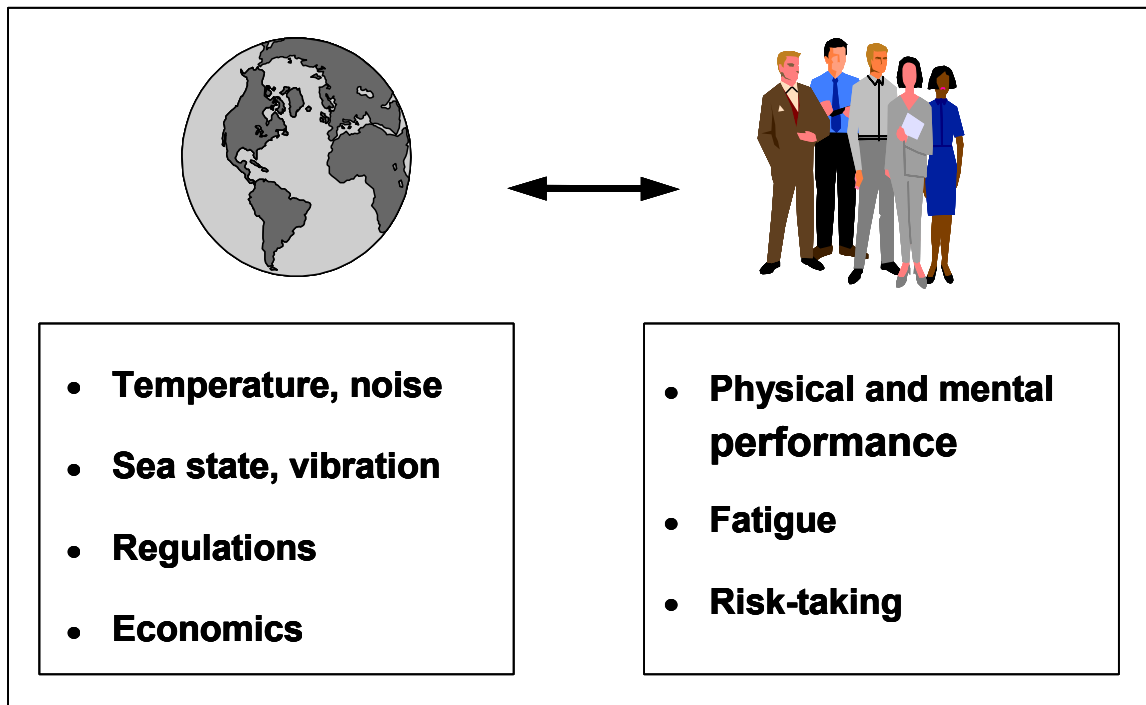 • Temperature, noise
• Sea state, vibration
• Regulations
• Economics
• Physical and mental
performance
• Fatigue
• Risk-taking